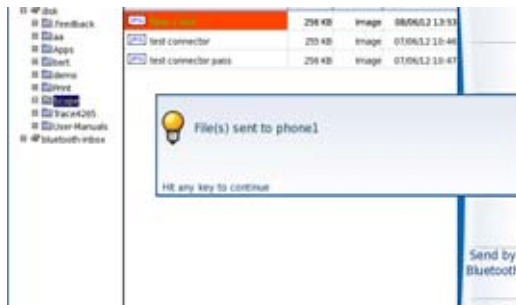 disk
Feedback
aa
Apps
bert
demo
Print
Scope
Trace4265
User-Manuals
bluetooth-inbox
256 KB Image 08/06/12 13:53
test connector 255 KB Image 07/06/12 10:46
test connector pass 256 KB Image 07/06/12 10:47
File(s) sent to phone1
Hit any key to continue
Send by
Bluetooth